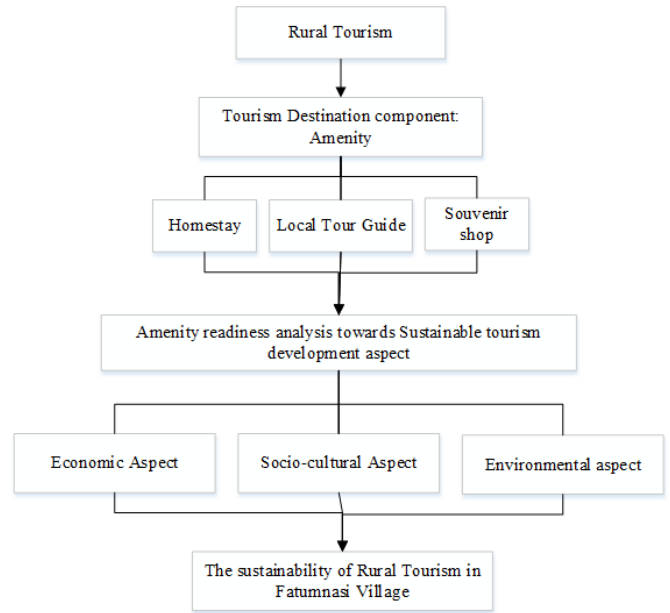 Rural Tourism
Tourism Destination component:
Amenity
Homestay
Local Tour Guide
Souvenir
shop
Amenity readiness analysis towards Sustainable tourism
development aspect
Economic Aspect
Socio-cultural Aspect
Environmental aspect
The sustainability of Rural Tourism in
Fatumnasi Village